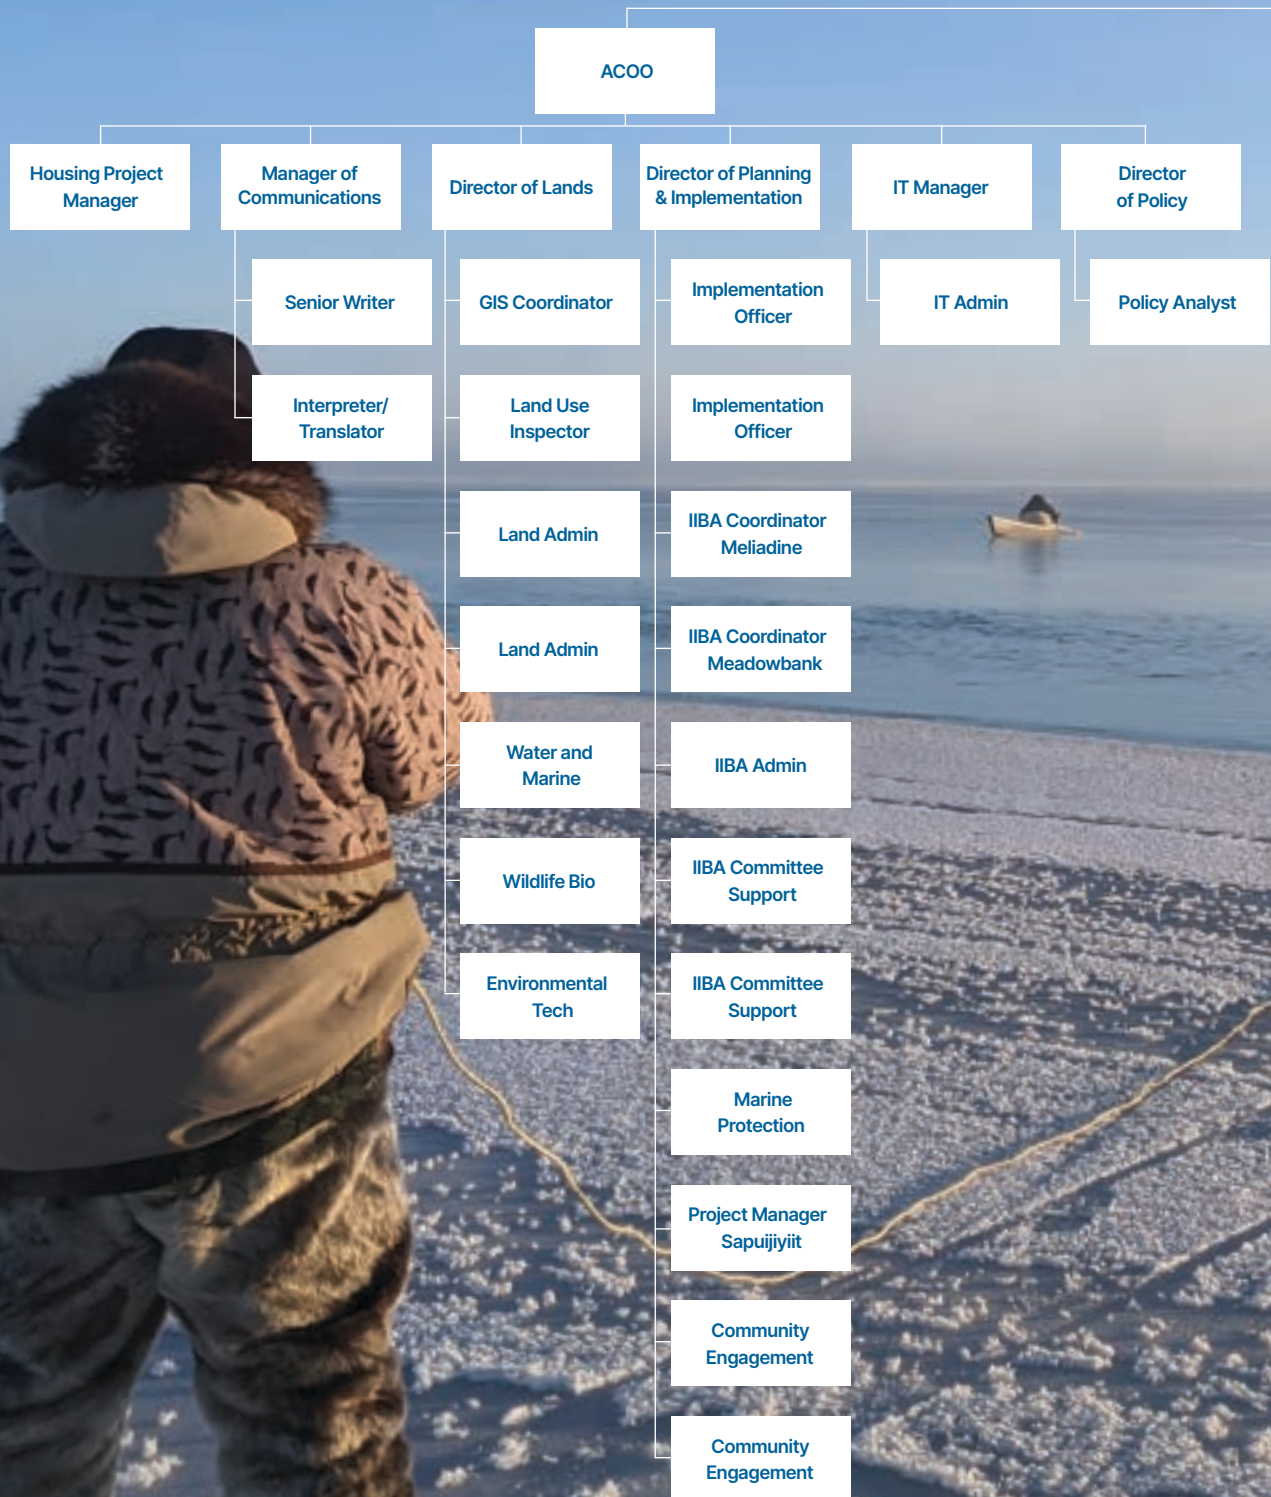 ACOO
Housing Project
Manager
Manager of
Communications
Director of Lands
Director of Planning
& Implementation
IT Manager
Director
of Policy
Senior Writer
Interpreter/
Translator
GIS Coordinator
Land Use
Inspector
Land Admin
Land Admin
Water and
Marine
Wildlife Bio
Environmental
Tech
Implementation
Officer
Implementation
Officer
IIBA Coordinator
Meliadine
IIBA Coordinator
Meadowbank
IIBA Admin
IIBA Committee
Support
IIBA Committee
Support
Marine
Protection
Project Manager
Sapuijiyiit
Community
Engagement
Community
Engagement
IT Admin
Policy Analyst